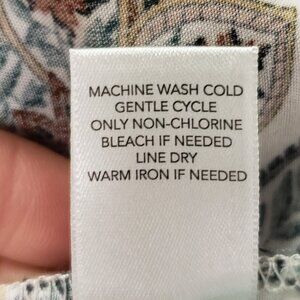 MACHINE WASH COLD
GENTLE CYCLE
ONLY NON-CHLORINE
BLEACH IF NEEDED
LINE DRY
WARM IRON IF NEEDED